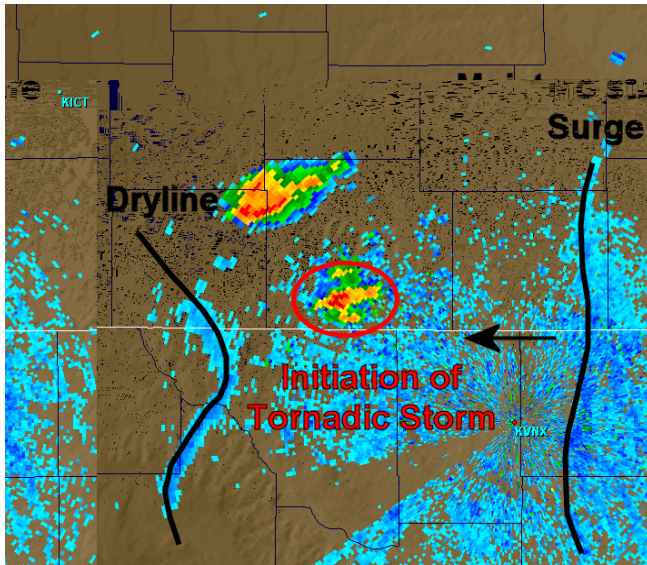 KICT
Surge
Dryline
Initiation of
Tornadic Storm
KVNX